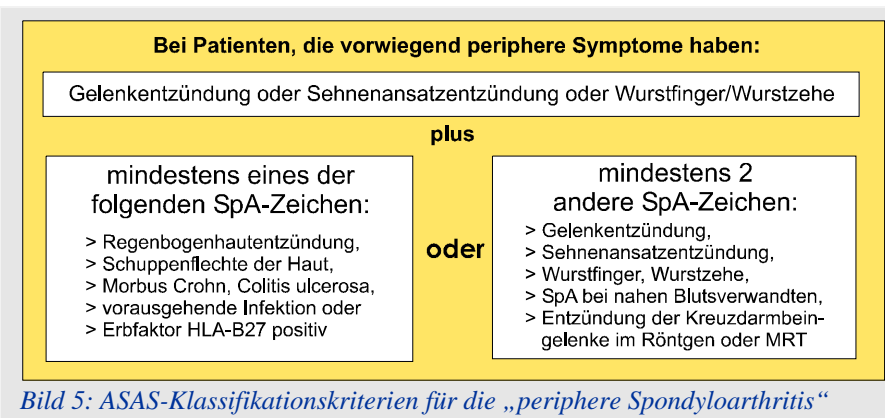 Bei Patienten, die vorwiegend periphere Symptome haben:
Gelenkentzündung oder Sehnenansatzentzündung oder Wurstfinger/Wurstzehe
plus
mindestens eines der
folgenden SpA-Zeichen:
> Regenbogenhautentzündung,
> Schuppenflechte der Haut,
> Morbus Crohn, Colitis ulcerosa,
> vorausgehende Infektion oder
> Erbfaktor HLA-B27 positiv
oder
mindestens 2
andere SpA-Zeichen:
> Gelenkentzündung,
> Sehnenansatzentzündung,
> Wurstfinger, Wurstzehe,
> SpA bei nahen Blutsverwandten,
> Entzündung der Kreuzdarmbein-
gelenke im Röntgen oder MRT
Bild 5: ASAS-Klassifikationskriterien für die „periphere Spondyloarthritis“